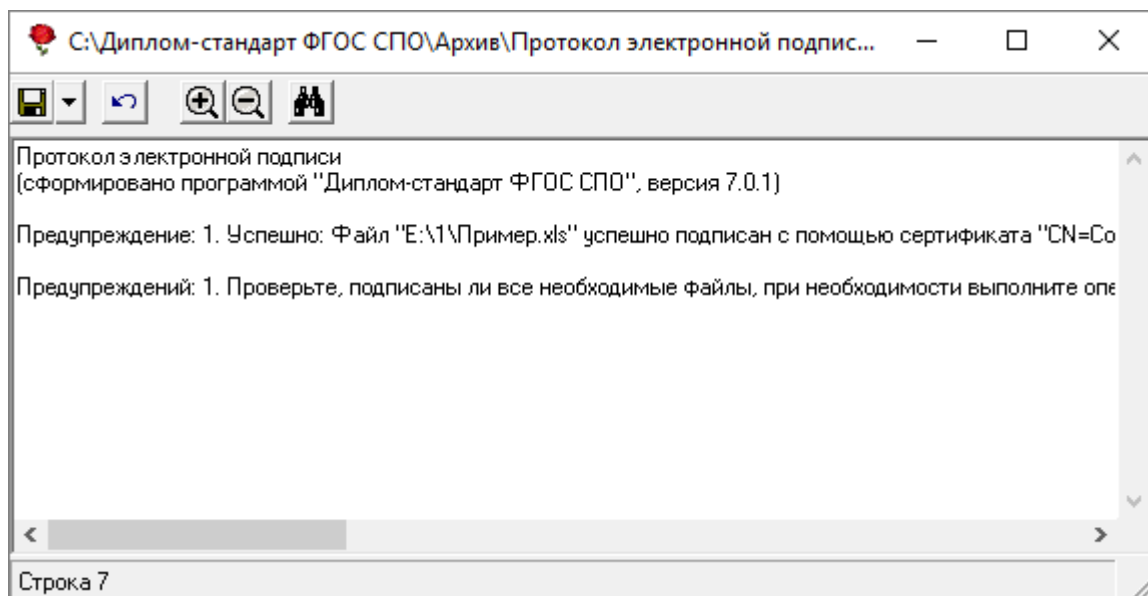 C:\Диплом-стандарт ФГОС СПО\Архив\Протокол электронной подпис...
Протокол электронной подписи
(сформировано программой "Диплом-стандарт ФГОС СПО", версия 7.0.1)
Предупреждение: 1. Успешно: Файл "E:\1\Пример.xls" успешно подписан с помощью сертификата "CN=Co
Предупреждений: 1. Проверьте, подписаны ли все необходимые файлы, при необходимости выполните опе
Строка 7